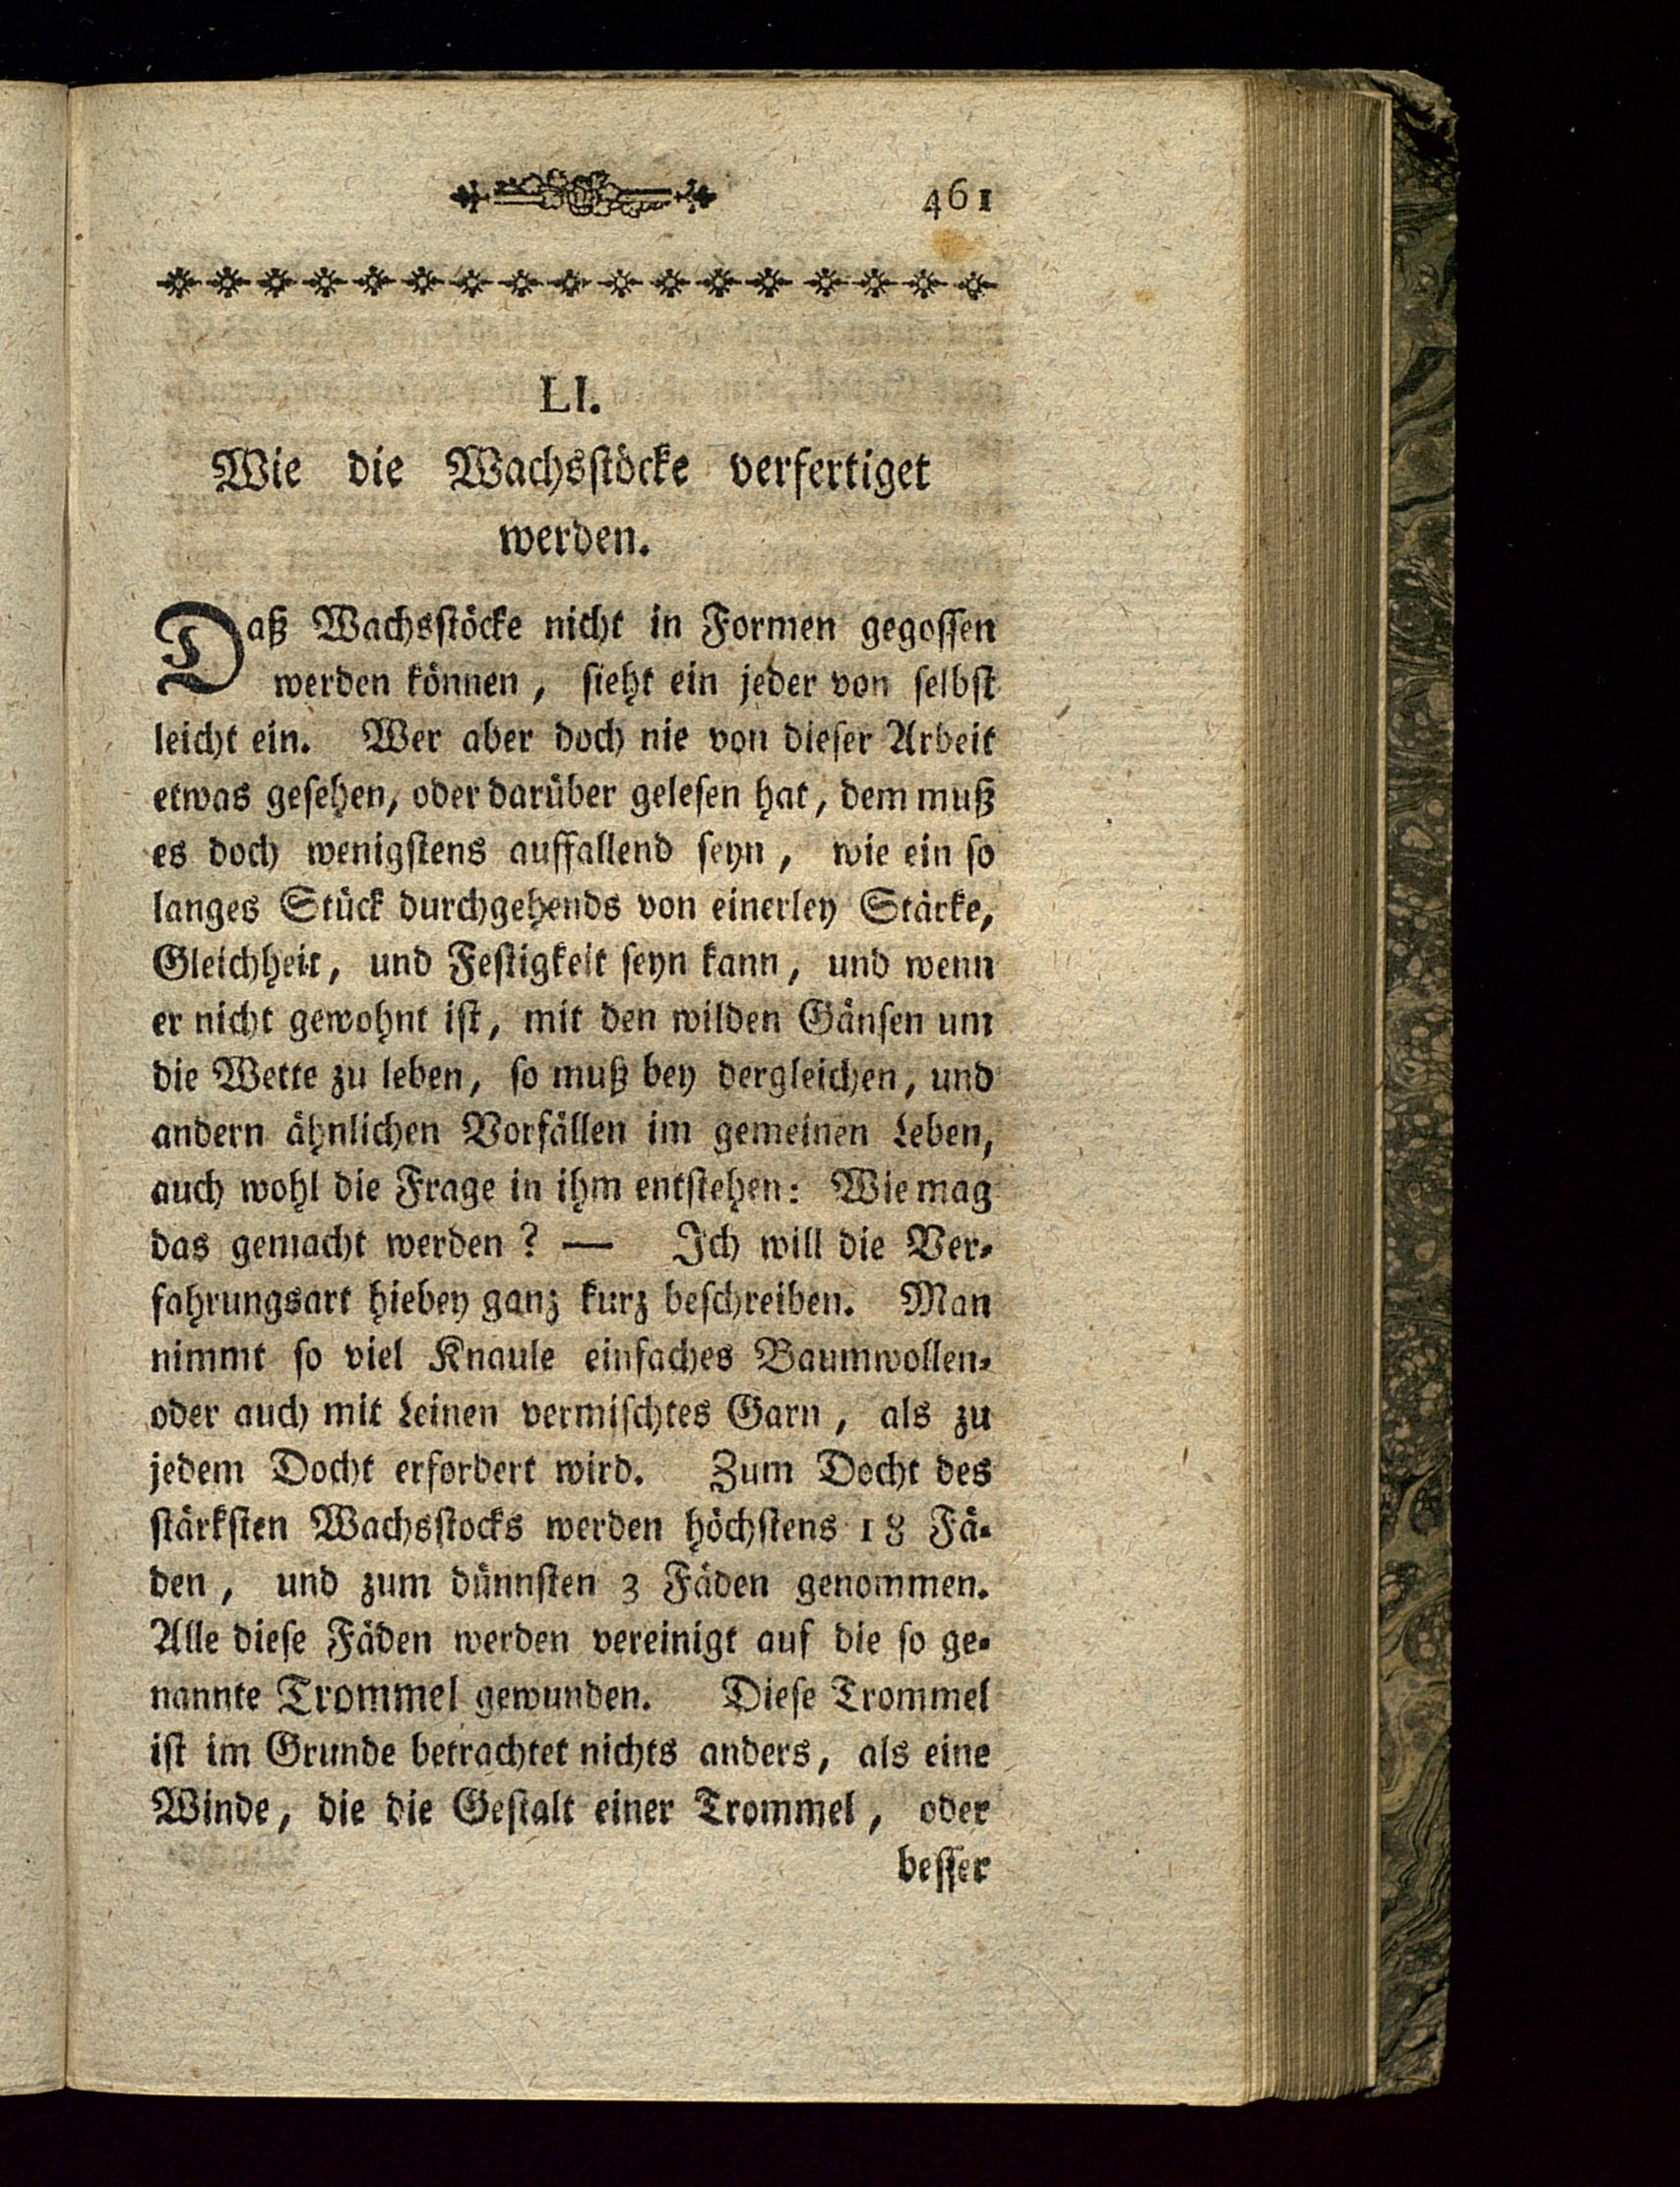 461
LI.
Wie die Wachsstöcke verfertiget
werden.
Daß Wachsstöcke nicht in Formen gegossen
werden können, sieht ein jeder von selbst
leicht ein. Wer aber doch nie von dieser Arbeit
etwas gesehen, oder darüber gelesen hat, dem muß
es doch wenigstens auffallend seyn, wie ein so
langes Stück durchgehends von einerley Stärke,
Gleichheit, und Festigkeit seyn kann, und wenn
er nicht gewohnt ist, mit den wilden Gänsen um
die Wette zu leben, so muß bey dergleichen, und
andern ähnlichen Vorfällen im gemeinen Leben,
auch wohl die Frage in ihm entstehen: Wie mag
das gemacht werden? — Ich will die Ver-
fahrungsart hiebey ganz kurz beschreiben. Man
nimmt so viel Knaule einfaches Baumwollen-
oder auch mit Leinen vermischtes Garn, als zu
jedem Docht erfordert wird. Zum Docht des
stärksten Wachsstocks werden höchstens 18 Fä-
den, und zum dünnsten 3 Fäden genommen.
Alle diese Fäden werden vereinigt auf die so ge-
nannte Trommel gewunden. Diese Trommel
ist im Grunde betrachtet nichts anders, als eine
Winde, die die Gestalt einer Trommel, oder
besser